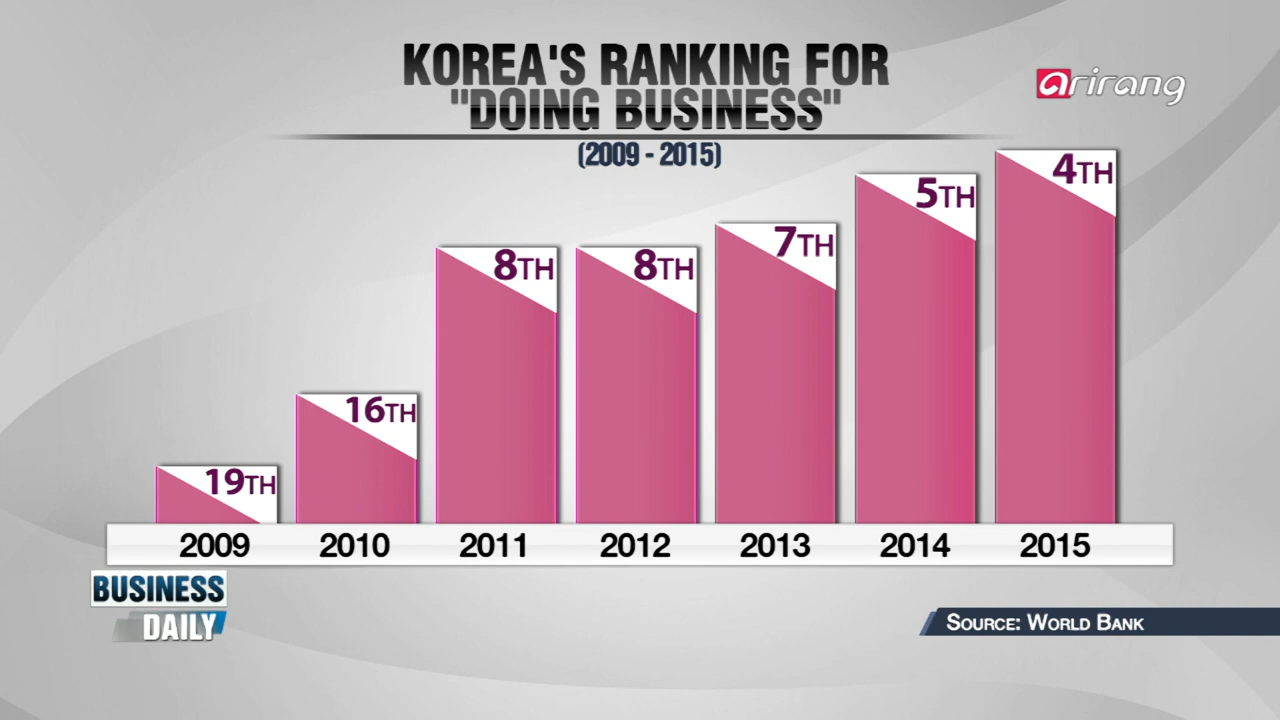 KOREA'S RANKING FOR
"DOING BUSINESS"
(2009 - 2015)
arirang
19TH
16TH
8TH
8TH
7TH
5TH
4TH
2009 2010 2011 2012 2013 2014 2015
BUSINESS
DAILY
SOURCE: WORLD BANK